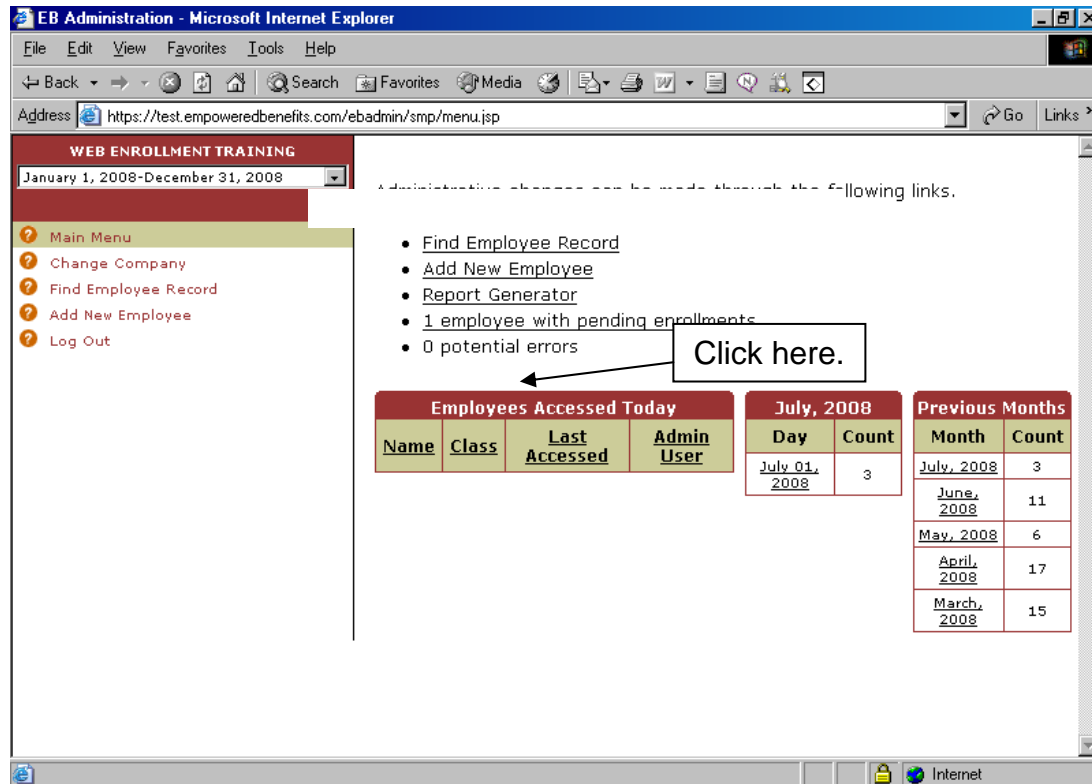 EB Administration - Microsoft Internet Explorer
File Edit View Favorites Tools Help
Back Search Favorites Media
Address https://test.empoweredbenefits.com/ebadmin/smp/menu.jsp Go Links
WEB ENROLLMENT TRAINING
January 1, 2008-December 31, 2008
Main Menu
Change Company
Find Employee Record
Add New Employee
Log Out
Administrative changes can be made through the following links.
• Find Employee Record
• Add New Employee
• Report Generator
• 1 employee with pending enrollments
• 0 potential errors
Click here.
Employees Accessed Today
Name Class Last Accessed Admin User
July, 2008
Day Count
July 01, 2008 3
Previous Months
Month Count
July, 2008 3
June, 2008 11
May, 2008 6
April, 2008 17
March, 2008 15
Internet